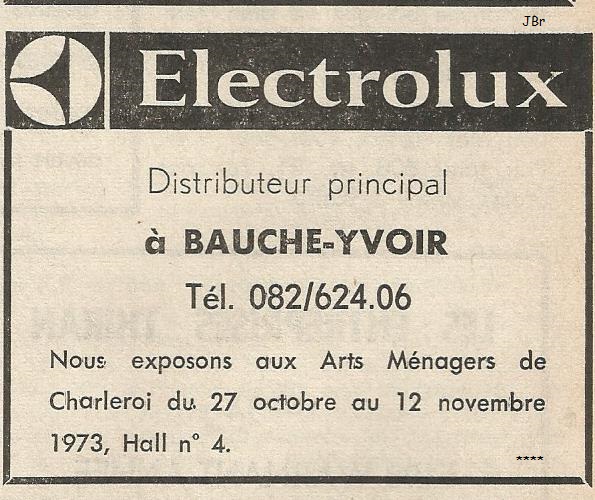 JBr
Electrolux
Distributeur principal
à BAUCHE-YVOIR
Tél. 082/624.06
Nous exposons aux Arts Ménagers de
Charleroi du 27 octobre au 12 novembre
1973, Hall n° 4.
****